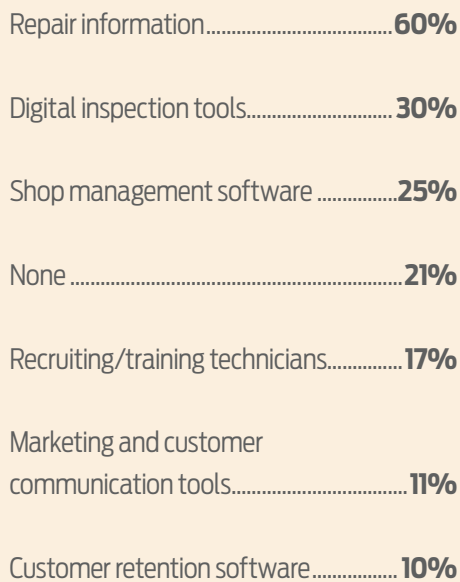 Repair information..........................................60%
Digital inspection tools.................................30%
Shop management software ................25%
None ....................................................................21%
Recruiting/training technicians...............17%
Marketing and customer
communication tools....................................11%
Customer retention software..................10%